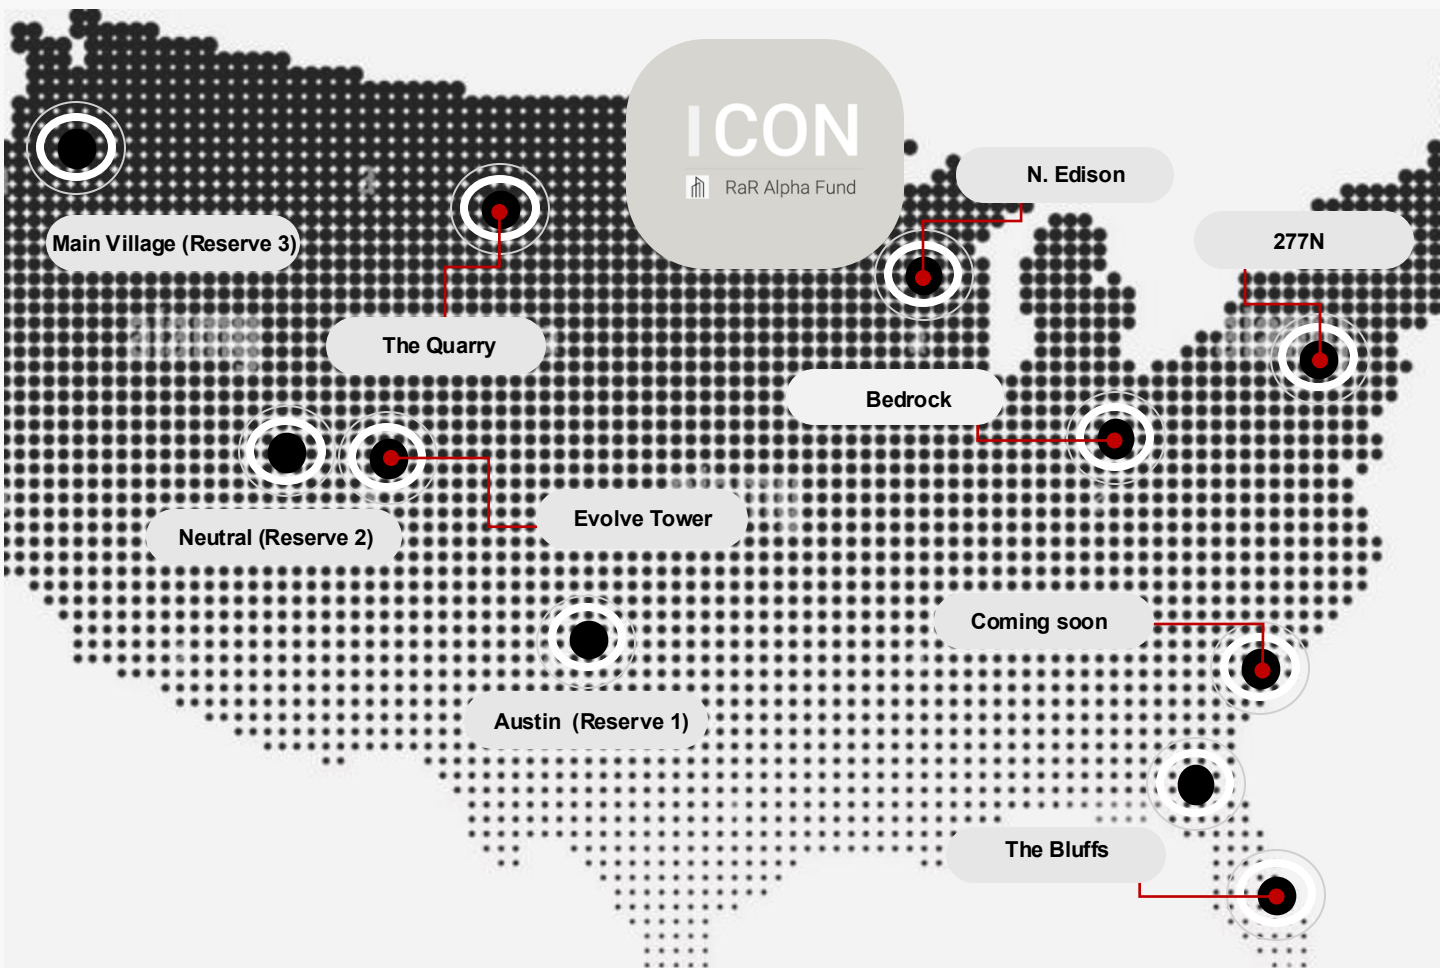 ICON
RaR Alpha Fund
N. Edison
Main Village (Reserve 3)
277N
The Quarry
Bedrock
Evolve Tower
Neutral (Reserve 2)
Coming soon
Austin  (Reserve 1)
The Bluffs